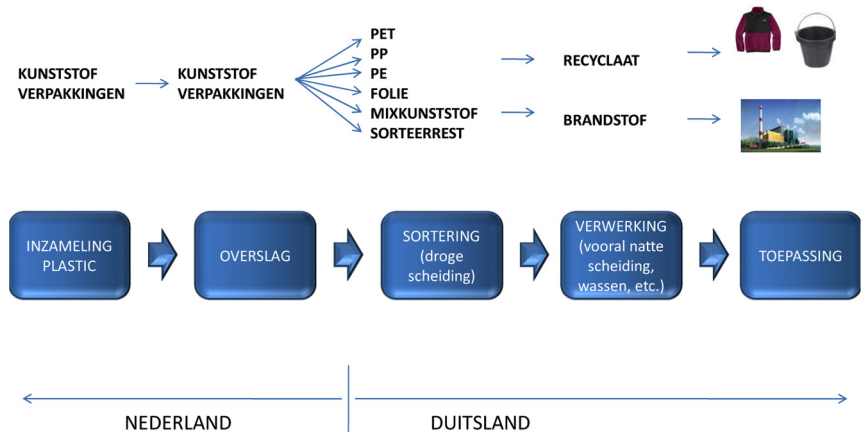 KUNSTSTOF
VERPAKKINGEN
KUNSTSTOF
VERPAKKINGEN
PET
PP
PE
FOLIE
MIXKUNSTSTOF
SORTEERREST
RECYCLAAT
BRANDSTOF
INZAMELING
PLASTIC
OVERSLAG
SORTERING
(droge
scheiding)
VERWERKING
(vooral natte
scheiding,
wassen, etc.)
TOEPASSING
NEDERLAND
DUITSLAND